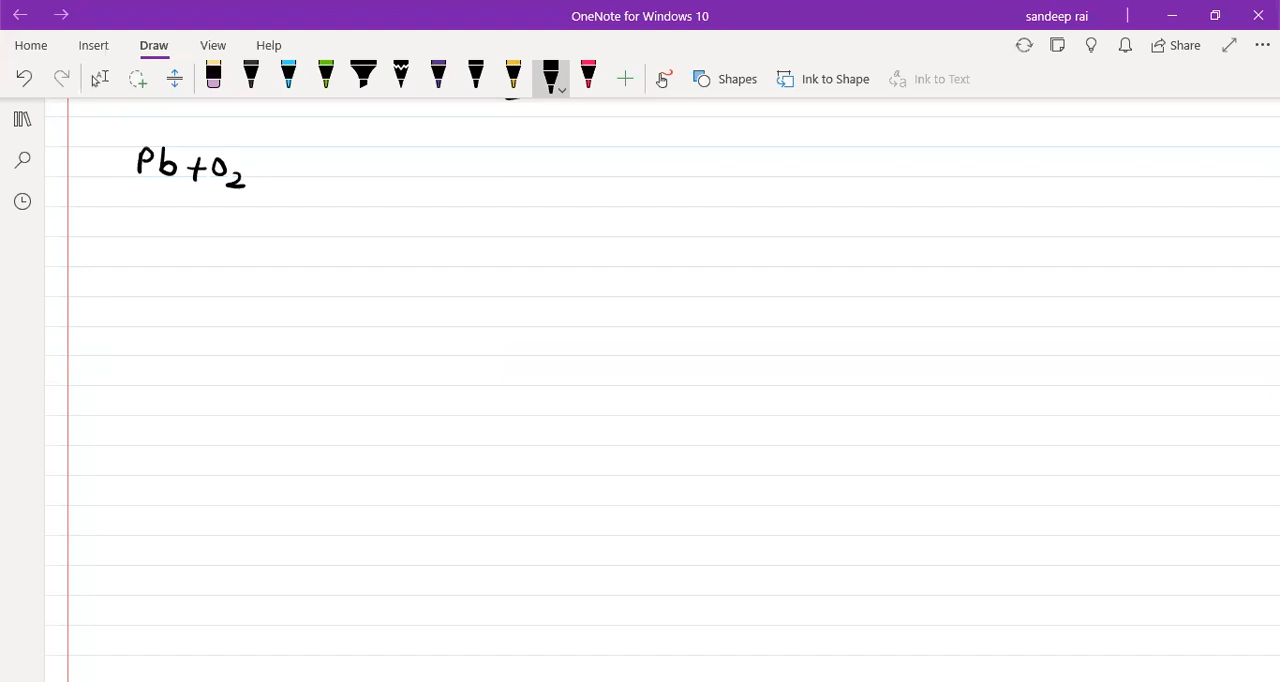 OneNote for Windows 10
sandeep rai
Home Insert Draw View Help
Share
Shapes
Ink to Shape
Ink to Text
Pb + O2